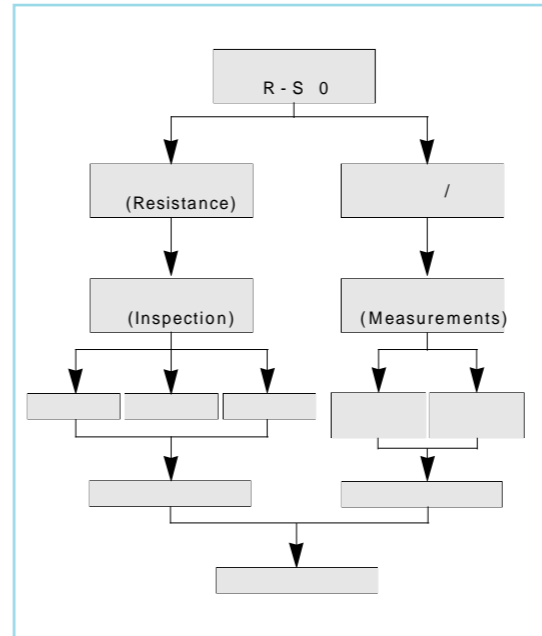 R - S 0
(Resistance)
/
(Inspection)
(Measurements)